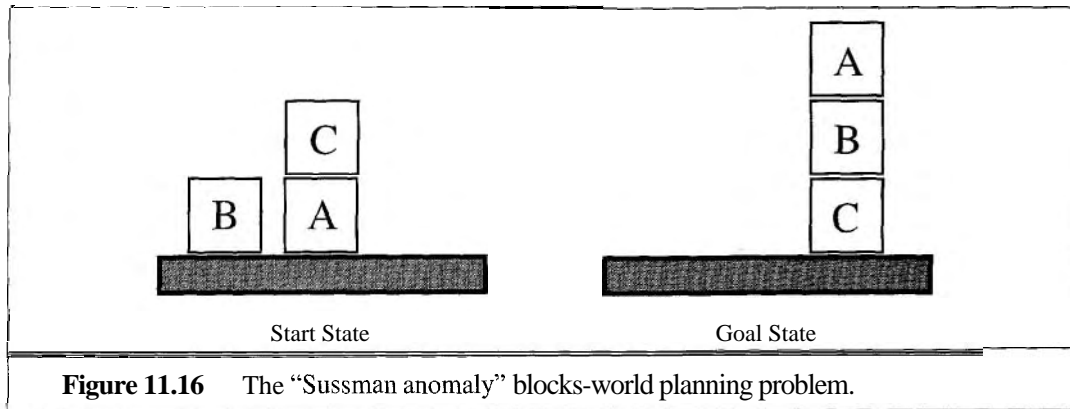 A
C
B
B
A
C
Start State
Goal State
Figure 11.16 The "Sussman anomaly" blocks-world planning problem.